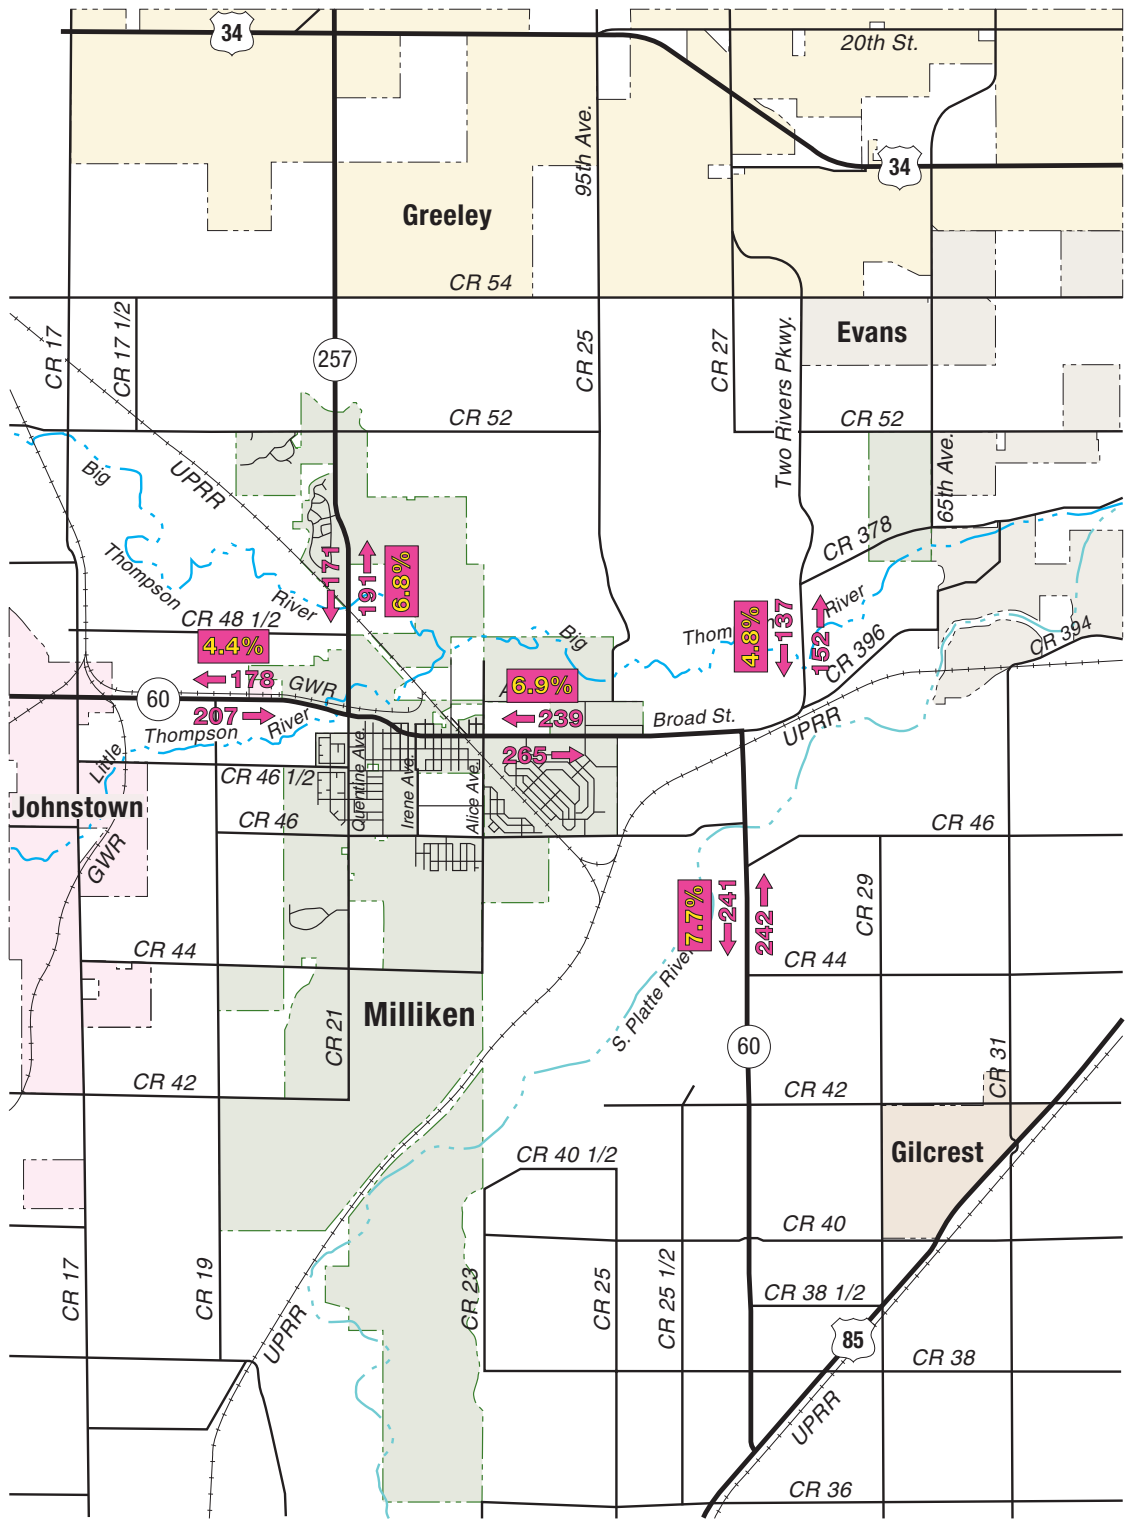 34
20th St.
95th Ave.
34
Greeley
CR 54
CR 17
CR 17 1/2
257
CR 25
CR 27
Two Rivers Pkwy.
Evans
CR 52
CR 52
65th Ave.
Big
UPRR
CR 378
Thompson
River
171
191
6.8%
CR 48 1/2
4.4%
178
GWR
Big
Thom
4.8%
137
152
River
CR 396
CR 394
60
207
Thompson
River
Little
A
6.9%
239
265
Broad St.
UPRR
CR 46 1/2
Quentine Ave.
Irene Ave.
Alice Ave.
Johnstown
CR 46
CR 46
GWR
7.7%
241
242
CR 29
CR 44
CR 44
S. Platte River
Milliken
CR 21
60
CR 31
CR 42
CR 42
Gilcrest
CR 40 1/2
CR 40
CR 17
CR 19
UPRR
CR 23
CR 25
CR 25 1/2
CR 38 1/2
85
CR 38
UPRR
CR 36